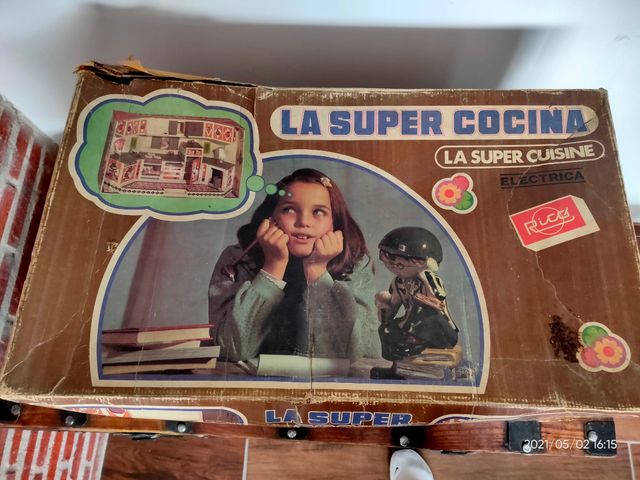 LA SUPER COCINA
LA SUPER CUISINE
ELECTRICA
Rico
LA SUPER
2021/05/02 16:15